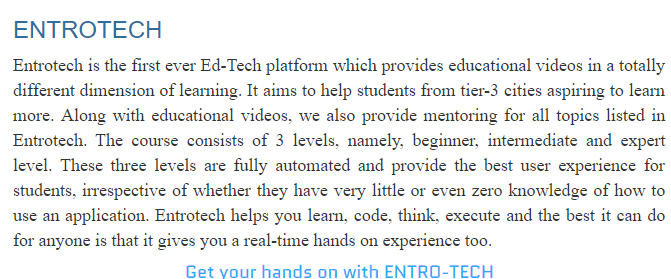 ENTROTECH
Entrotech is the first ever Ed-Tech platform which provides educational videos in a totally
different dimension of learning. It aims to help students from tier-3 cities aspiring to learn
more. Along with educational videos, we also provide mentoring for all topics listed in
Entrotech. The course consists of 3 levels, namely, beginner, intermediate and expert
level. These three levels are fully automated and provide the best user experience for
students, irrespective of whether they have very little or even zero knowledge of how to
use an application. Entrotech helps you learn, code, think, execute and the best it can do
for anyone is that it gives you a real-time hands on experience too.
Get your hands on with ENTRO-TECH